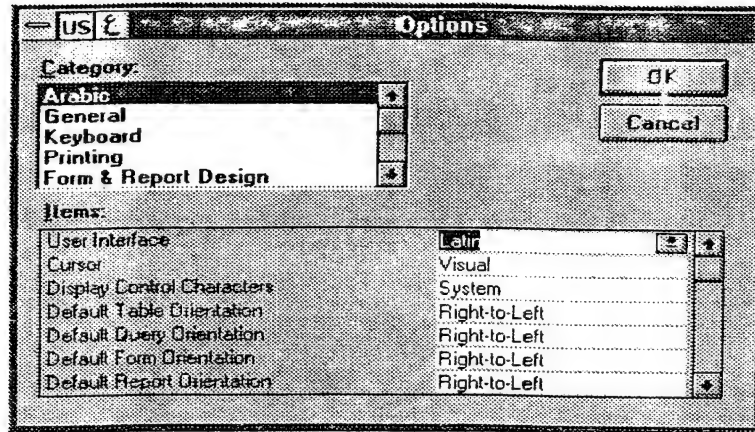 US ع Options
Category:
Arabic
General
Keyboard
Printing
Form & Report Design
OK
Cancel
Items:
User Interface Latin
Cursor Visual
Display Control Characters System
Default Table Orientation Right-to-Left
Default Query Orientation Right-to-Left
Default Form Orientation Right-to-Left
Default Report Orientation Right-to-Left